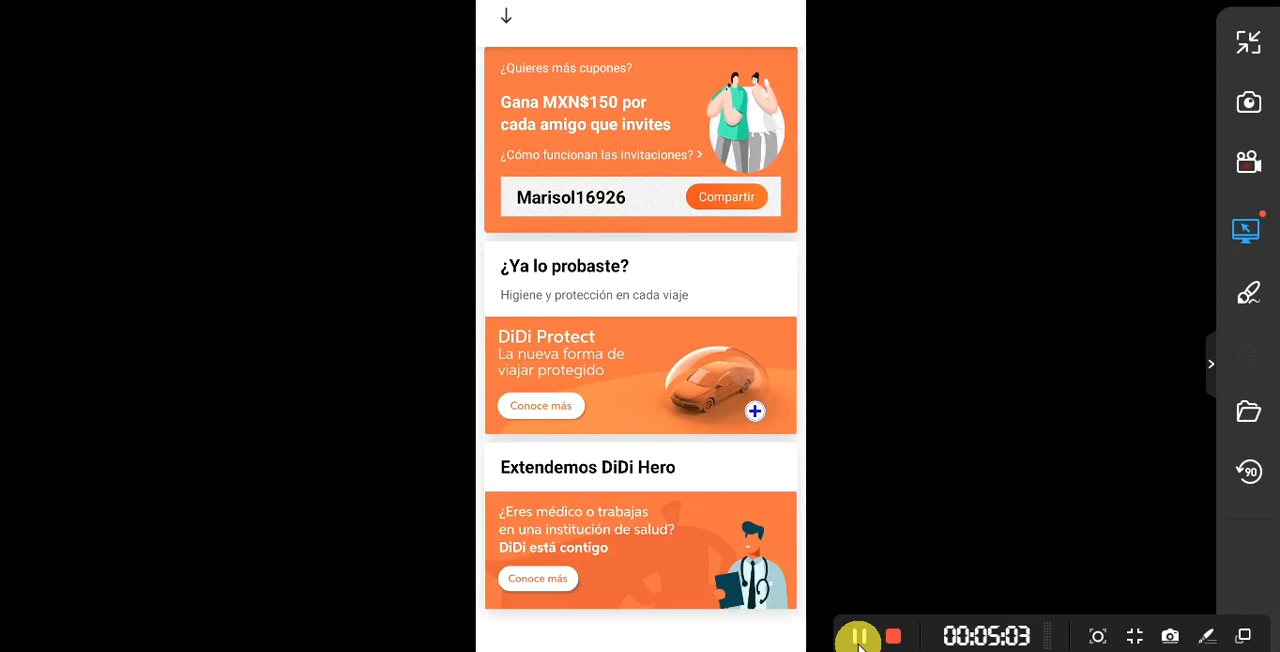 ¿Quieres más cupones?
Gana MXN$150 por
cada amigo que invites
¿Cómo funcionan las invitaciones? >
Marisol16926
Compartir
¿Ya lo probaste?
Higiene y protección en cada viaje
DiDi Protect
La nueva forma de
viajar protegido
Conoce más
Extendemos DiDi Hero
¿Eres médico o trabajas
en una institución de salud?
DiDi está contigo
Conoce más
00:05:03
90